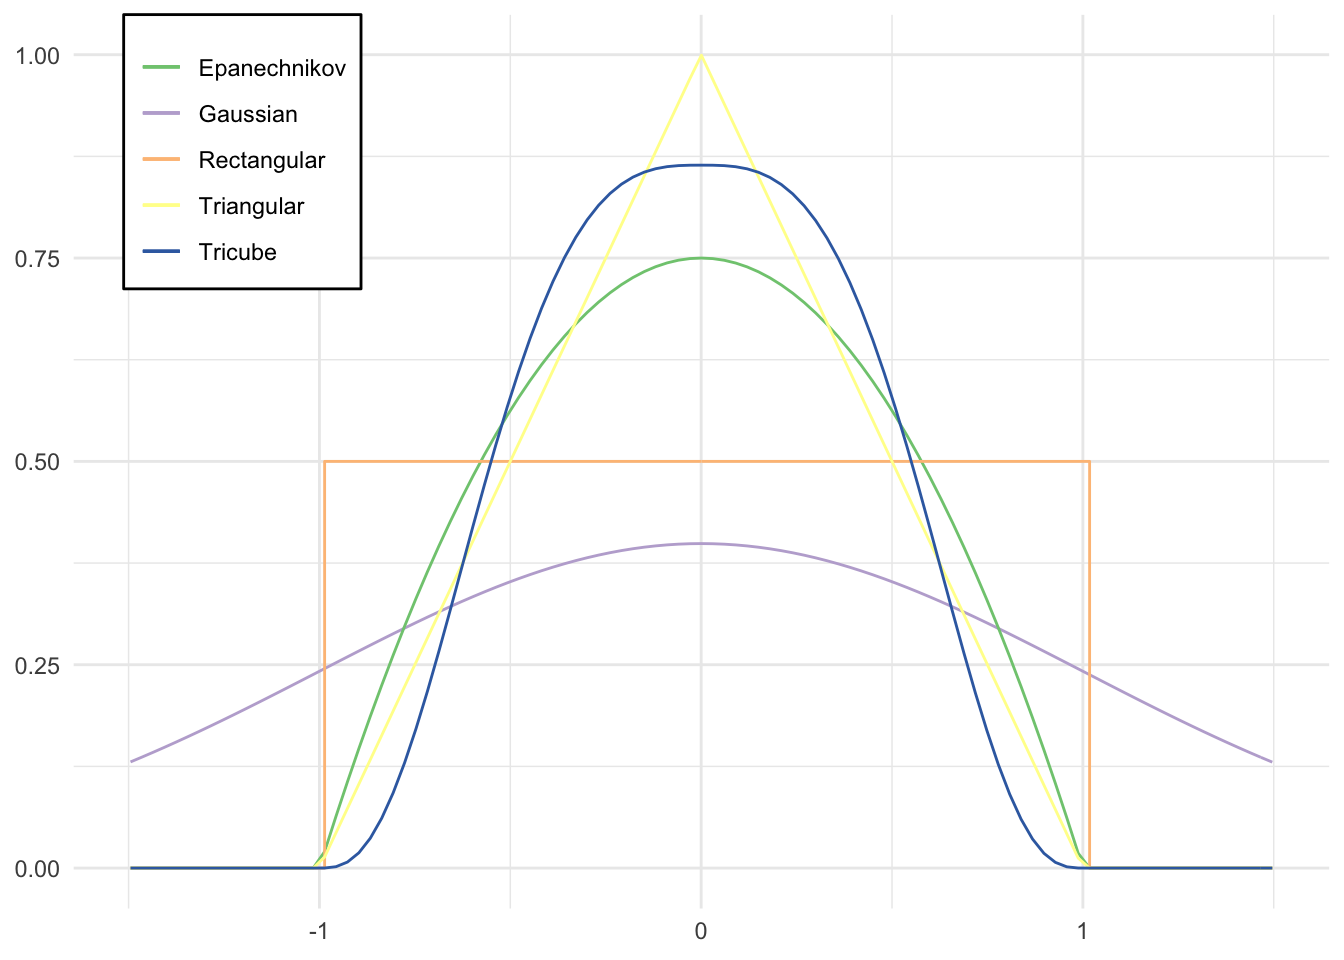 1.00
0.75
0.50
0.25
0.00
Epanechnikov
Gaussian
Rectangular
Triangular
Tricube
-1 0 1